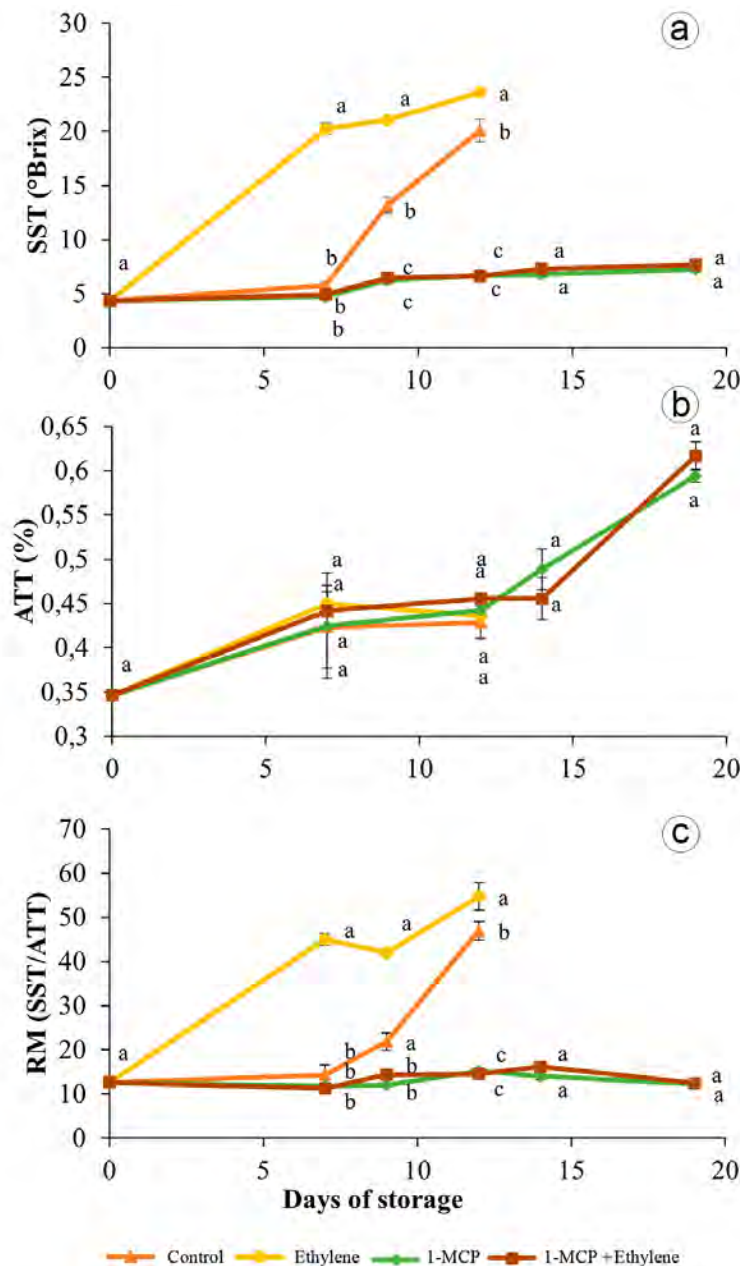 a
30
25
20
15
10
5
0
SST (°Brix)
a
a
a
a
b
b
b
b
b
c
c
c
c
a
a
a
a
0
5
10
15
20
b
0,65
0,6
0,55
0,5
0,45
0,4
0,35
0,3
ATT (%)
a
a
a
a
a
a
a
a
a
a
a
a
a
0
5
10
15
20
c
70
60
50
40
30
20
10
0
RM (SST/ATT)
a
a
a
a
b
b
b
b
a
b
b
c
c
a
a
a
a
0
5
10
15
20
Days of storage
Control Ethylene 1-MCP 1-MCP +Ethylene